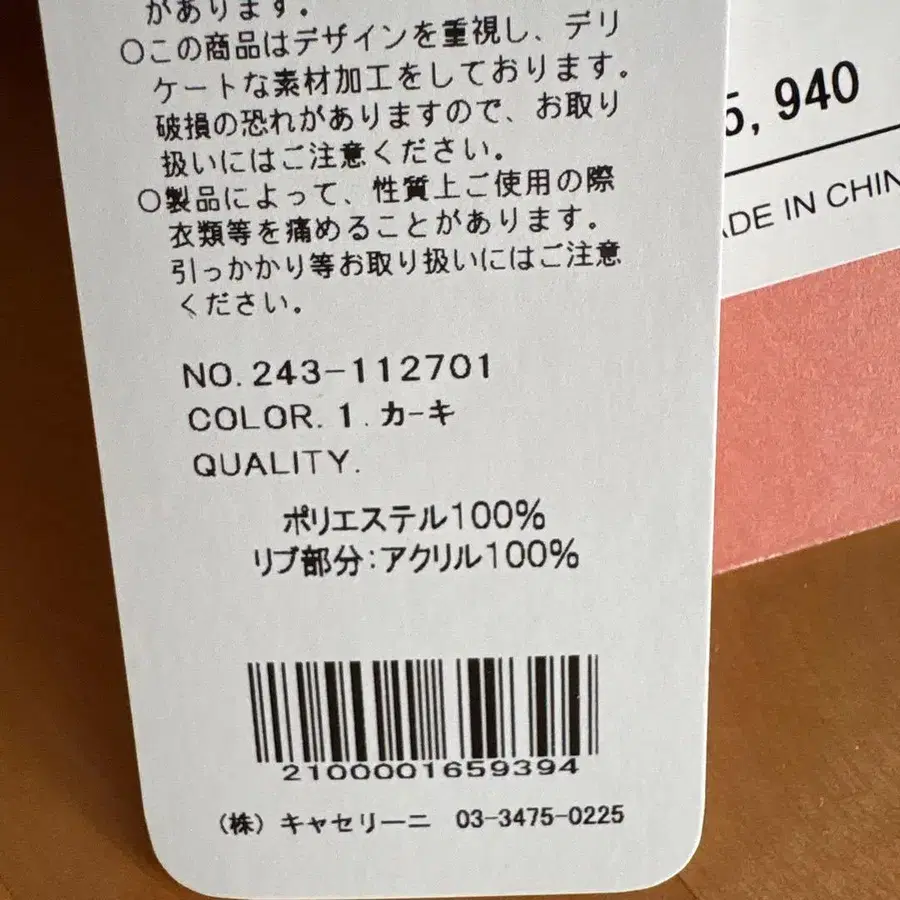 があります。
○この商品はデザインを重視し、デリ
ケートな素材加工をしております。
破損の恐れがありますので、お取り
扱いにはご注意ください。
○製品によって、性質上ご使用の際
衣類等を痛めることがあります。
引っかかり等お取り扱いにはご注意
ください。
NO. 243-112701
COLOR. 1. カーキ
QUALITY.
ポリエステル100%
リブ部分:アクリル100%
2100001659394
(株) キャセリーニ 03-3475-0225
5,940
ADE IN CHIN